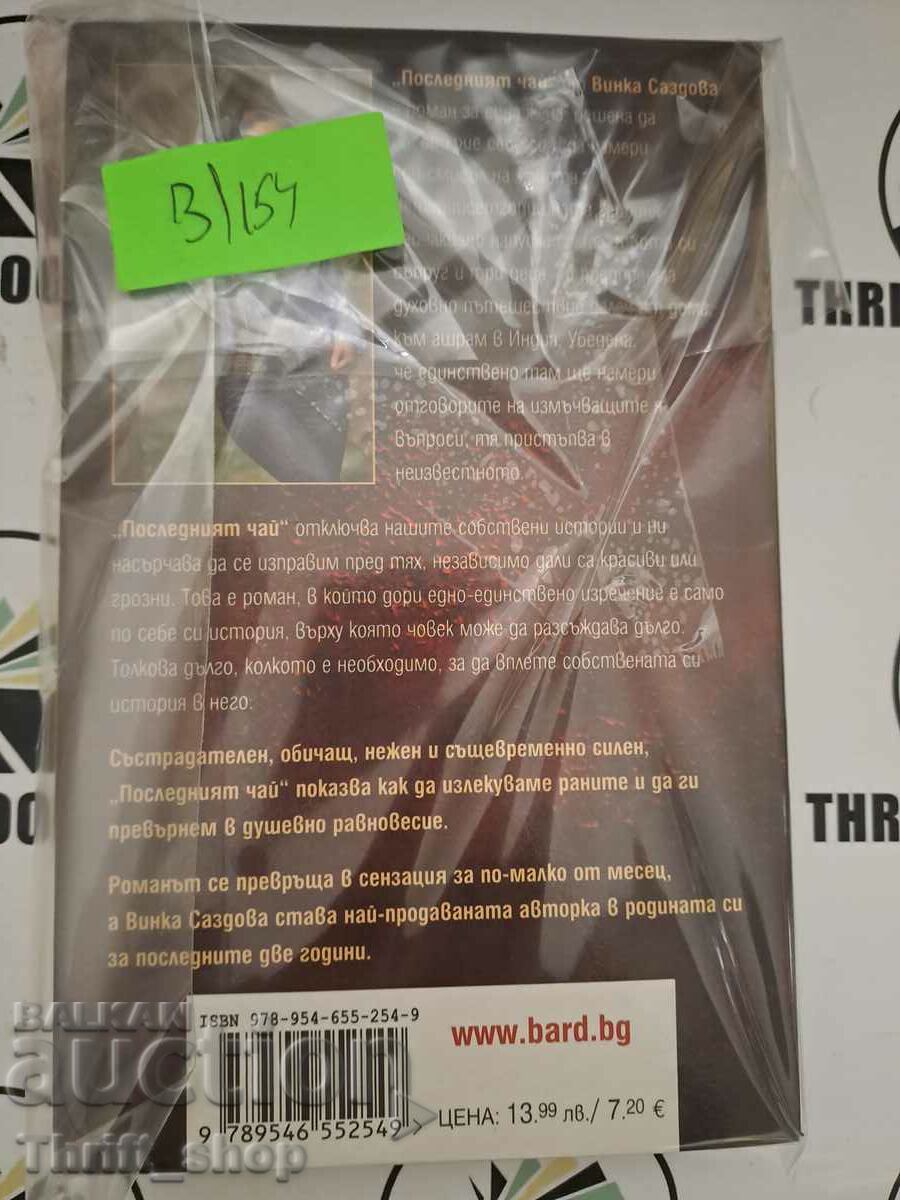 „Последният чай“ Винка Саздова
роман за една жена, решена да
духовно пътешествие
към ашрам в Индия. Убедена,
че единствено там ще намери
отговорите на измъчващите я
въпроси, тя пристъпва в
неизвестното.
B/154
„Последният чай“ отключва нашите собствени истории и ни
насърчава да се изправим пред тях, независимо дали са красиви или
грозни. Това е роман, в който дори едно-единствено изречение е само
по себе си история, върху която човек може да разсъждава дълго.
Толкова дълго, колкото е необходимо, за да вплете собствената си
история в него.
Състрадателен, обичащ, нежен и същевременно силен,
„Последният чай“ показва как да излекуваме раните и да ги
превърнем в душевно равновесие.
Романът се превръща в сензация за по-малко от месец,
а Винка Саздова става най-продаваната авторка в родината си
за последните две години.
ISBN 978-954-655-254-9
9 789546 552549 >
www.bard.bg
ЦЕНА: 13.99 лв./ 7.20 €
BALKAN
auction
Thrift_shop